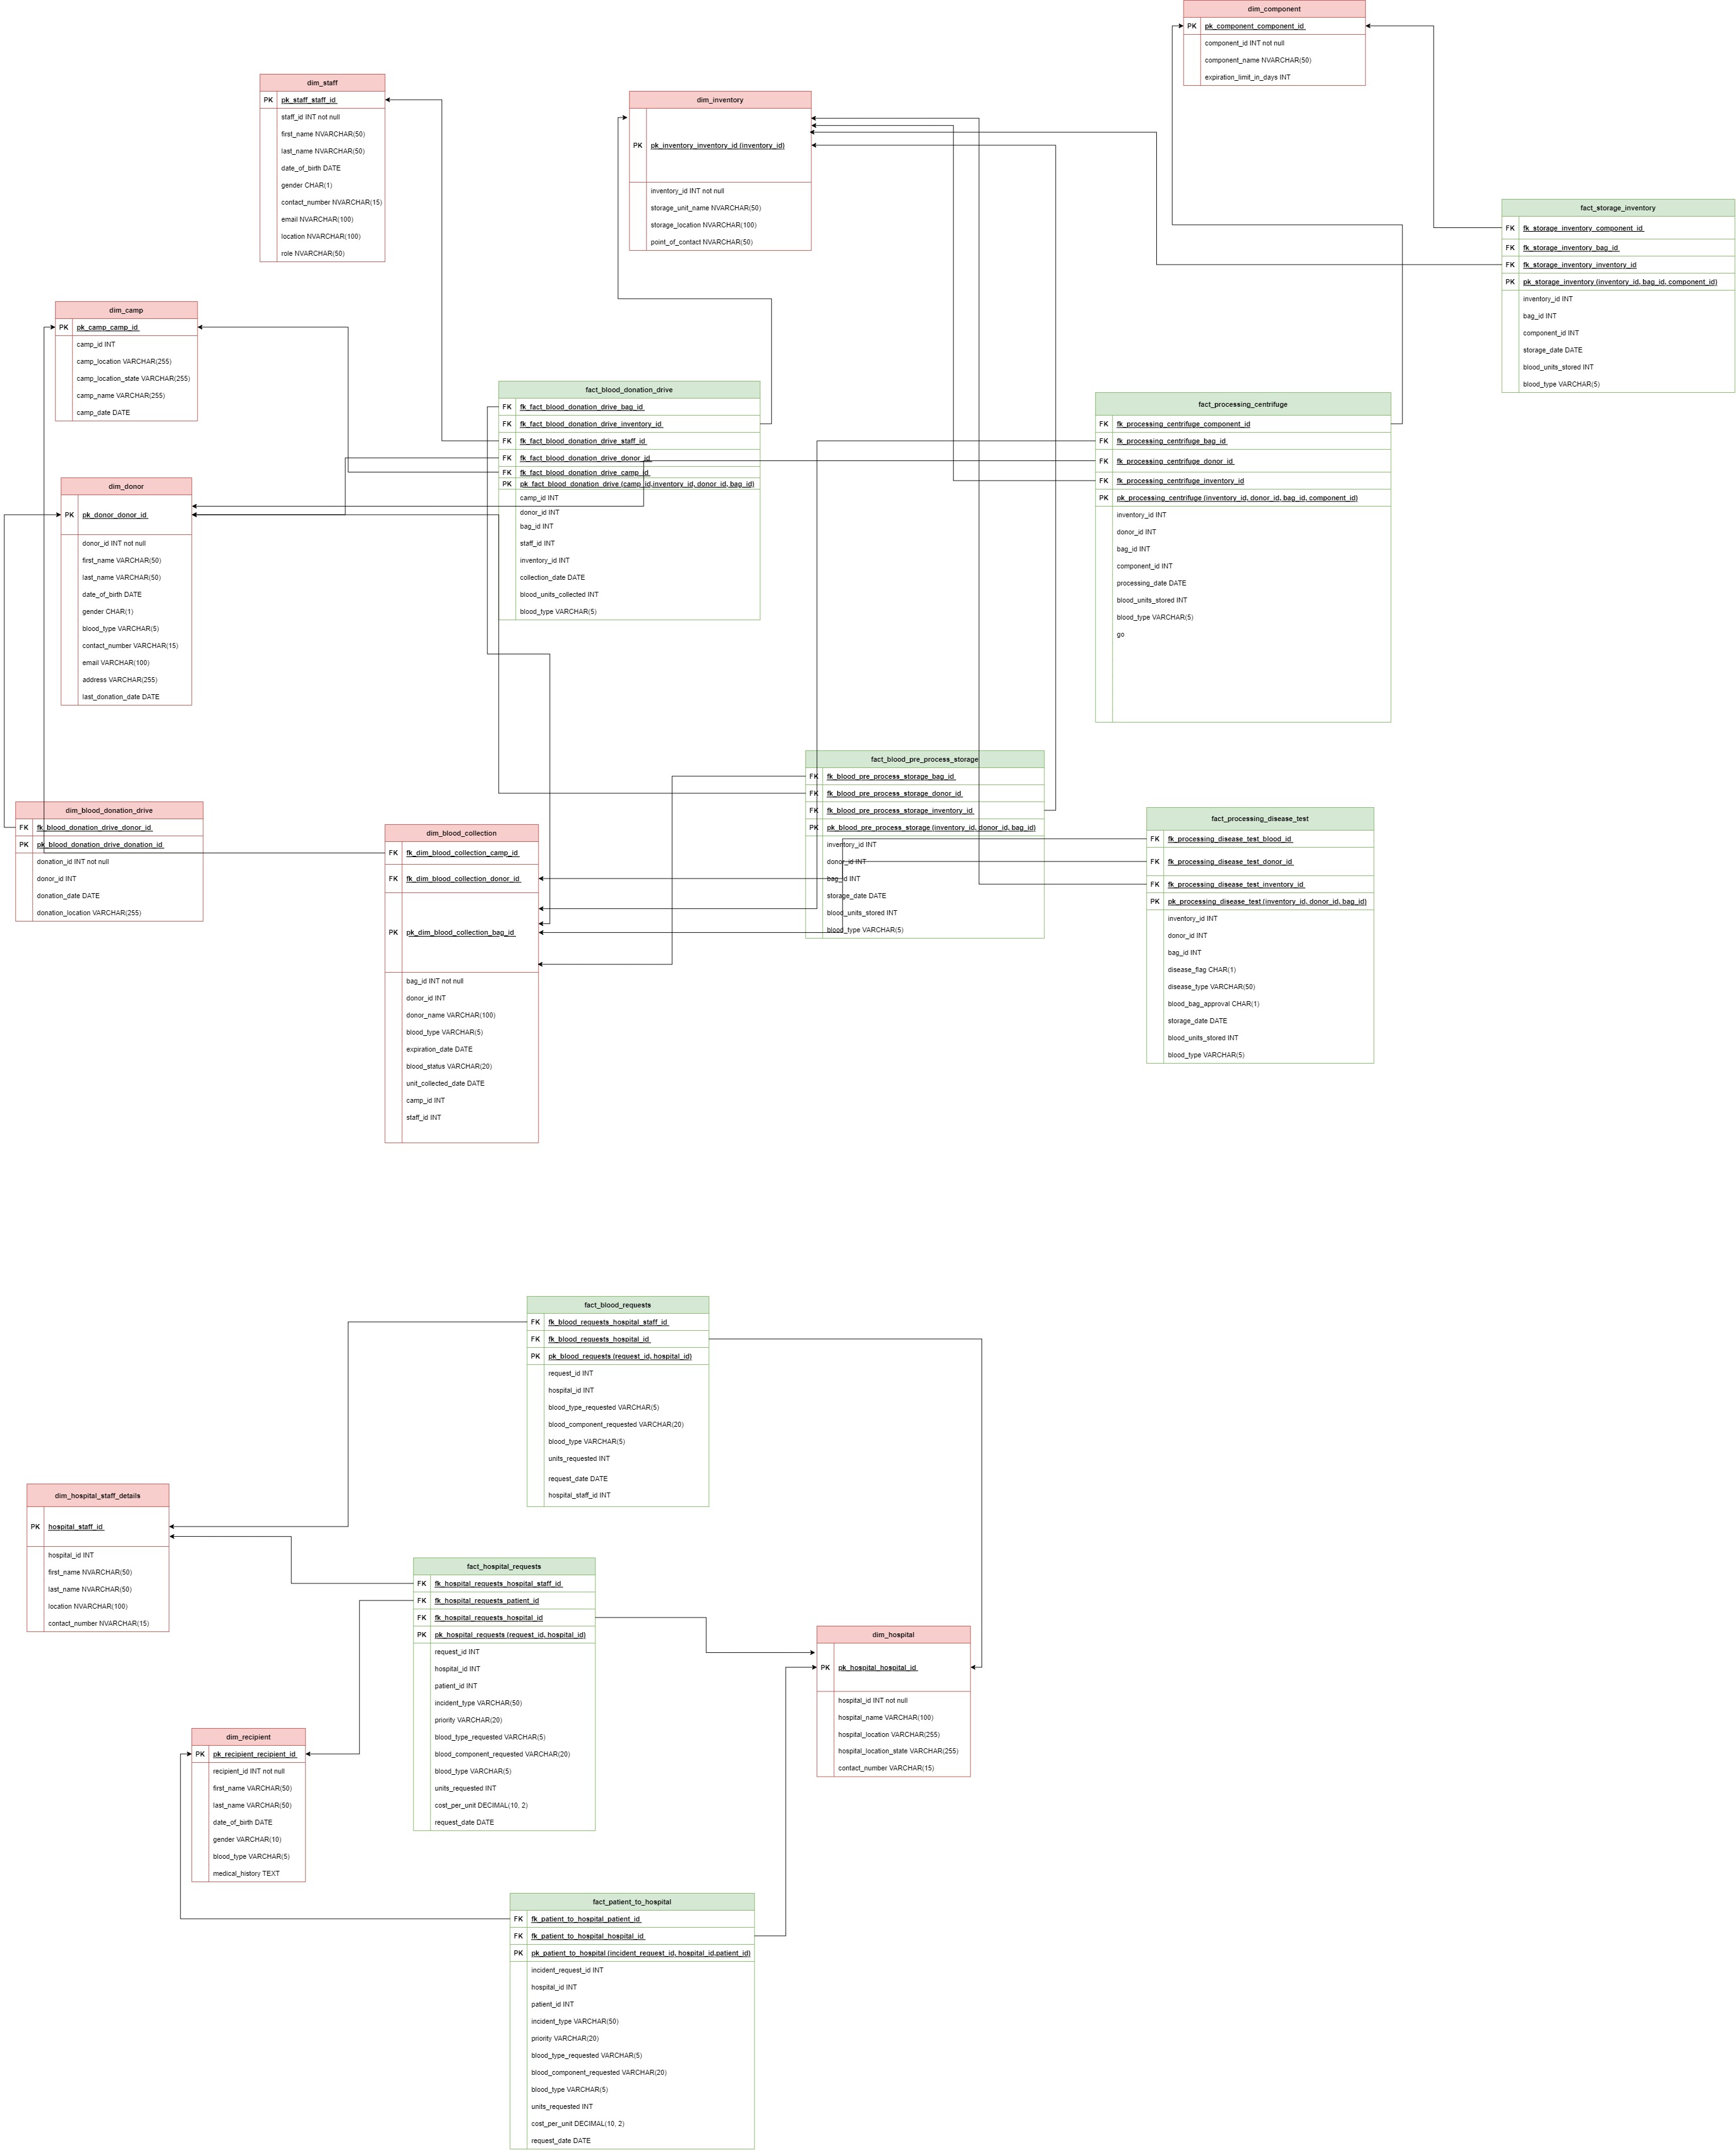 dim_component
PK pk_component_component_id
component_id INT not null
component_name NVARCHAR(50)
expiration_limit_in_days INT
dim_staff
PK pk_staff_staff_id
staff_id INT not null
first_name NVARCHAR(50)
last_name NVARCHAR(50)
date_of_birth DATE
gender CHAR(1)
contact_number NVARCHAR(15)
email NVARCHAR(100)
location NVARCHAR(100)
role NVARCHAR(50)
dim_inventory
PK pk_inventory_inventory_id (inventory_id)
inventory_id INT not null
storage_unit_name NVARCHAR(50)
storage_location NVARCHAR(100)
point_of_contact NVARCHAR(50)
fact_storage_inventory
FK fk_storage_inventory_component_id
FK fk_storage_inventory_bag_id
FK fk_storage_inventory_inventory_id
PK pk_storage_inventory (inventory_id, bag_id, component_id)
inventory_id INT
bag_id INT
component_id INT
storage_date DATE
blood_units_stored INT
blood_type VARCHAR(5)
dim_camp
PK pk_camp_camp_id
camp_id INT
camp_location VARCHAR(255)
camp_location_state VARCHAR(255)
camp_name VARCHAR(255)
camp_date DATE
fact_blood_donation_drive
FK fk_fact_blood_donation_drive_bag_id
FK fk_fact_blood_donation_drive_inventory_id
FK fk_fact_blood_donation_drive_staff_id
FK fk_fact_blood_donation_drive_donor_id
FK fk_fact_blood_donation_drive_camp_id
PK pk_fact_blood_donation_drive (camp_id,inventory_id, donor_id, bag_id)
camp_id INT
donor_id INT
bag_id INT
staff_id INT
inventory_id INT
collection_date DATE
blood_units_collected INT
blood_type VARCHAR(5)
fact_processing_centrifuge
FK fk_processing_centrifuge_component_id
FK fk_processing_centrifuge_bag_id
FK fk_processing_centrifuge_donor_id
FK fk_processing_centrifuge_inventory_id
PK pk_processing_centrifuge (inventory_id, donor_id, bag_id, component_id)
inventory_id INT
donor_id INT
bag_id INT
component_id INT
processing_date DATE
blood_units_stored INT
blood_type VARCHAR(5)
go
dim_donor
PK pk_donor_donor_id
donor_id INT not null
first_name VARCHAR(50)
last_name VARCHAR(50)
date_of_birth DATE
gender CHAR(1)
blood_type VARCHAR(5)
contact_number VARCHAR(15)
email VARCHAR(100)
address VARCHAR(255)
last_donation_date DATE
fact_blood_pre_process_storage
FK fk_blood_pre_process_storage_bag_id
FK fk_blood_pre_process_storage_donor_id
FK fk_blood_pre_process_storage_inventory_id
PK pk_blood_pre_process_storage (inventory_id, donor_id, bag_id)
inventory_id INT
donor_id INT
bag_id INT
storage_date DATE
blood_units_stored INT
blood_type VARCHAR(5)
dim_blood_donation_drive
FK fk_blood_donation_drive_donor_id
PK pk_blood_donation_drive_donation_id
donation_id INT not null
donor_id INT
donation_date DATE
donation_location VARCHAR(255)
dim_blood_collection
FK fk_dim_blood_collection_camp_id
FK fk_dim_blood_collection_donor_id
PK pk_dim_blood_collection_bag_id
bag_id INT not null
donor_id INT
donor_name VARCHAR(100)
blood_type VARCHAR(5)
expiration_date DATE
blood_status VARCHAR(20)
unit_collected_date DATE
camp_id INT
staff_id INT
fact_processing_disease_test
FK fk_processing_disease_test_blood_id
FK fk_processing_disease_test_donor_id
FK fk_processing_disease_test_inventory_id
PK pk_processing_disease_test (inventory_id, donor_id, bag_id)
inventory_id INT
donor_id INT
bag_id INT
disease_flag CHAR(1)
disease_type VARCHAR(50)
blood_bag_approval CHAR(1)
storage_date DATE
blood_units_stored INT
blood_type VARCHAR(5)
fact_blood_requests
FK fk_blood_requests_hospital_staff_id
FK fk_blood_requests_hospital_id
PK pk_blood_requests (request_id, hospital_id)
request_id INT
hospital_id INT
blood_type_requested VARCHAR(5)
blood_component_requested VARCHAR(20)
blood_type VARCHAR(5)
units_requested INT
request_date DATE
hospital_staff_id INT
dim_hospital_staff_details
PK hospital_staff_id
hospital_id INT
first_name NVARCHAR(50)
last_name NVARCHAR(50)
location NVARCHAR(100)
contact_number NVARCHAR(15)
fact_hospital_requests
FK fk_hospital_requests_hospital_staff_id
FK fk_hospital_requests_patient_id
FK fk_hospital_requests_hospital_id
PK pk_hospital_requests (request_id, hospital_id)
request_id INT
hospital_id INT
patient_id INT
incident_type VARCHAR(50)
priority VARCHAR(20)
blood_type_requested VARCHAR(5)
blood_component_requested VARCHAR(20)
blood_type VARCHAR(5)
units_requested INT
cost_per_unit DECIMAL(10, 2)
request_date DATE
dim_hospital
PK pk_hospital_hospital_id
hospital_id INT not null
hospital_name VARCHAR(100)
hospital_location VARCHAR(255)
hospital_location_state VARCHAR(255)
contact_number VARCHAR(15)
dim_recipient
PK pk_recipient_recipient_id
recipient_id INT not null
first_name VARCHAR(50)
last_name VARCHAR(50)
date_of_birth DATE
gender VARCHAR(10)
blood_type VARCHAR(5)
medical_history TEXT
fact_patient_to_hospital
FK fk_patient_to_hospital_patient_id
FK fk_patient_to_hospital_hospital_id
PK pk_patient_to_hospital (incident_request_id, hospital_id,patient_id)
incident_request_id INT
hospital_id INT
patient_id INT
incident_type VARCHAR(50)
priority VARCHAR(20)
blood_type_requested VARCHAR(5)
blood_component_requested VARCHAR(20)
blood_type VARCHAR(5)
units_requested INT
cost_per_unit DECIMAL(10, 2)
request_date DATE